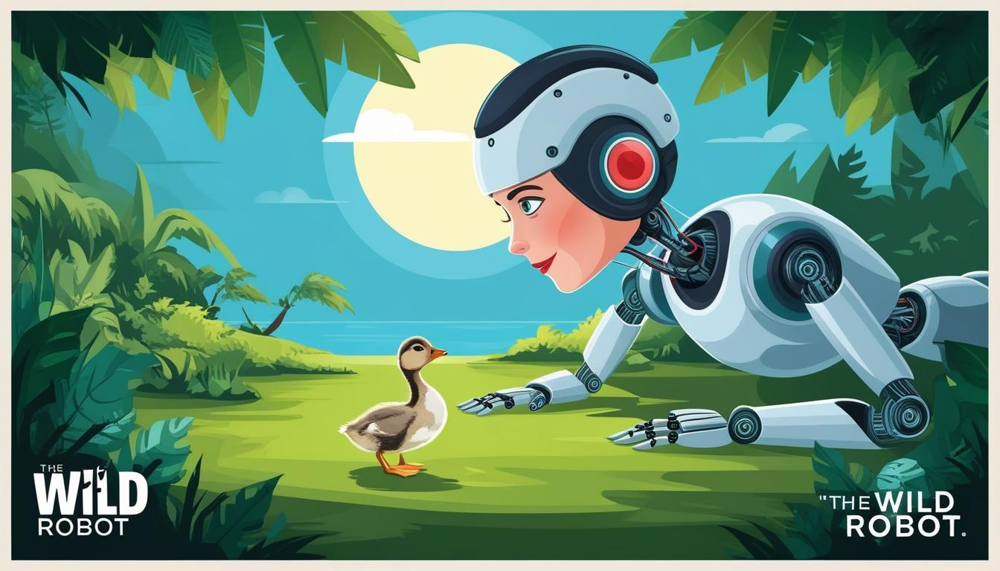 THE
WiLD
ROBOT
"THE WILD
ROBOT.